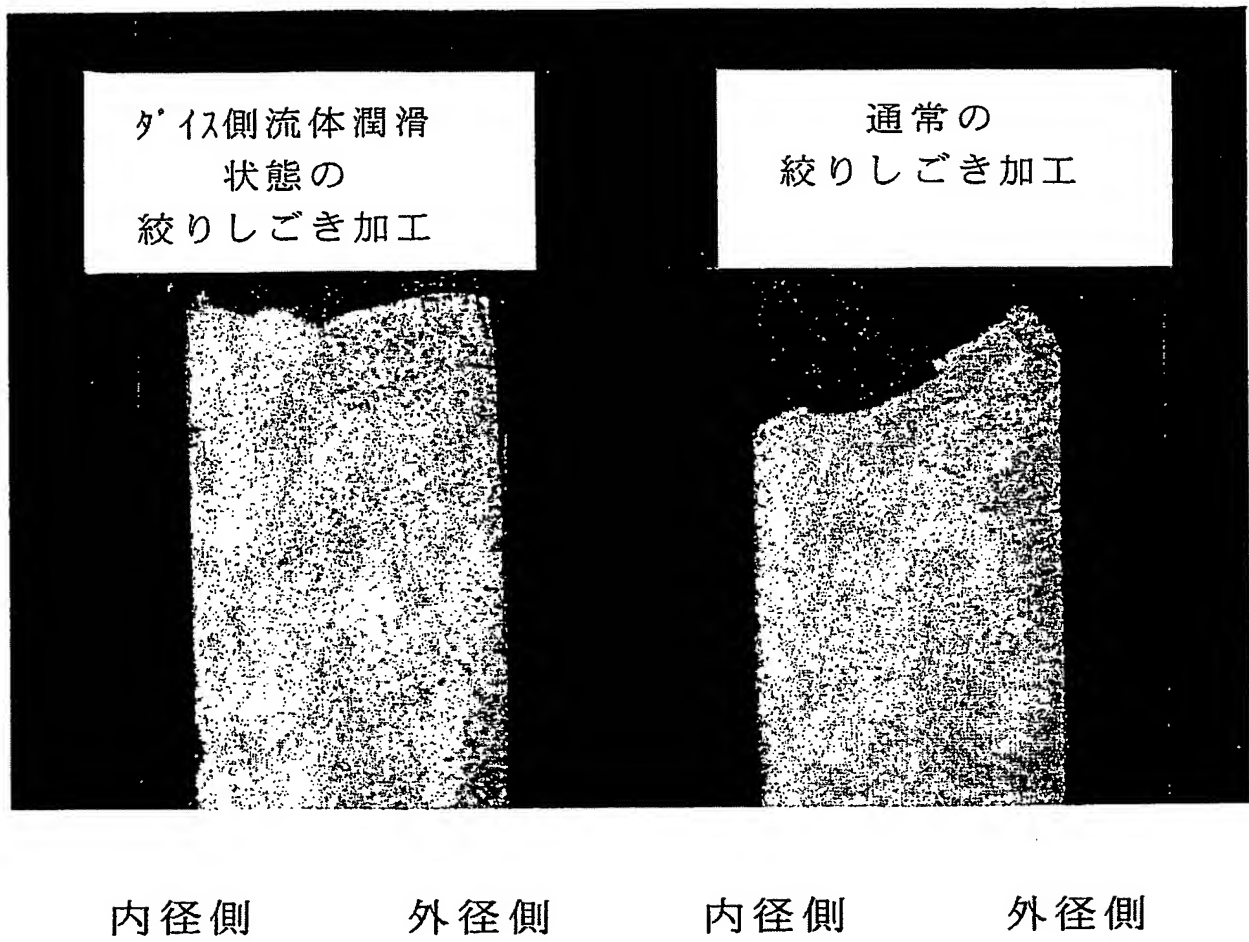 ﾀﾞｲｽ側流体潤滑
状態の
絞りしごき加工
通常の
絞りしごき加工
内径側 外径側 内径側 外径側